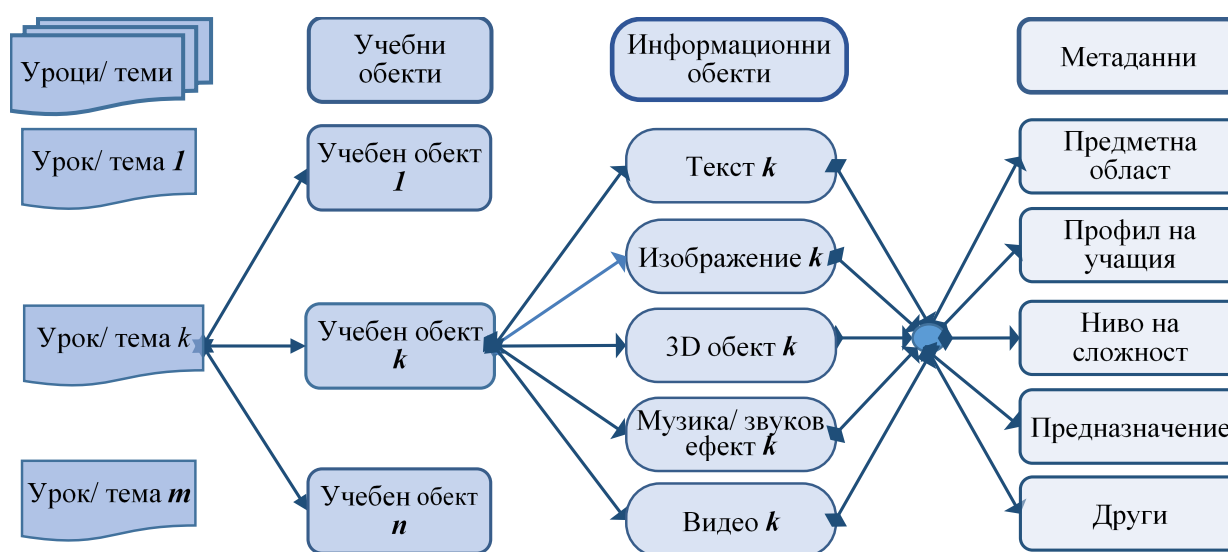 Уроци/ теми
Учебни
обекти
Информационни
обекти
Метаданни
Урок/ тема 1
Учебен обект
1
Текст k
Предметна
област
Изображение k
Профил на
учащия
Урок/ тема k
Учебен обект
k
3D обект k
Ниво на
сложност
Музика/ звуков
ефект k
Предназначение
Урок/ тема m
Учебен обект
n
Видео k
Други